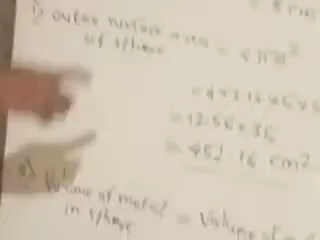 i) outer surface area
of sphere = 4πR²
= 4×3.14×6×6
= 12.56×36
= 452.16 cm²
Volume of metal
in sphere = Volume of